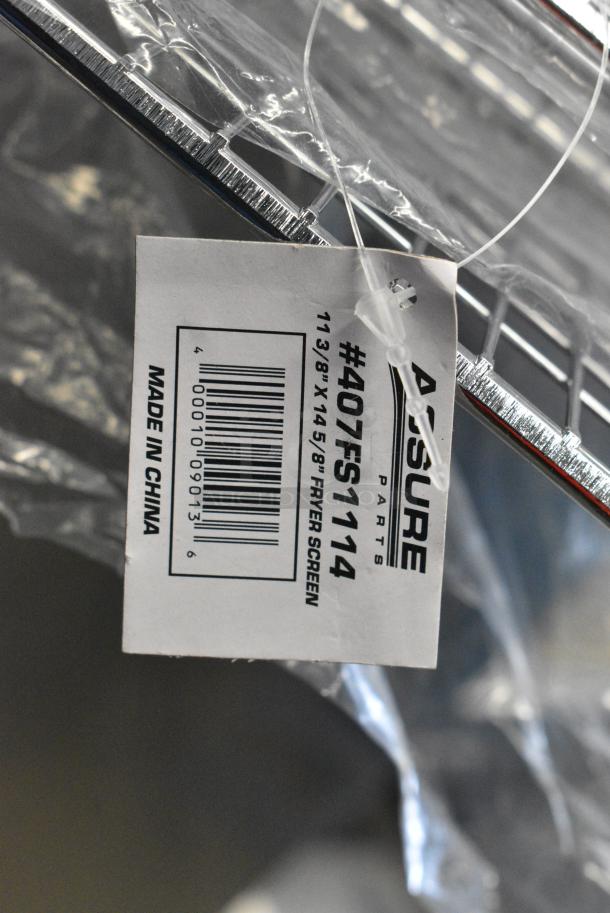 ASSURE
PARTS
#407FS1114
11 3/8" X 14 5/8" FRYER SCREEN
4 00010 09013 6
MADE IN CHINA